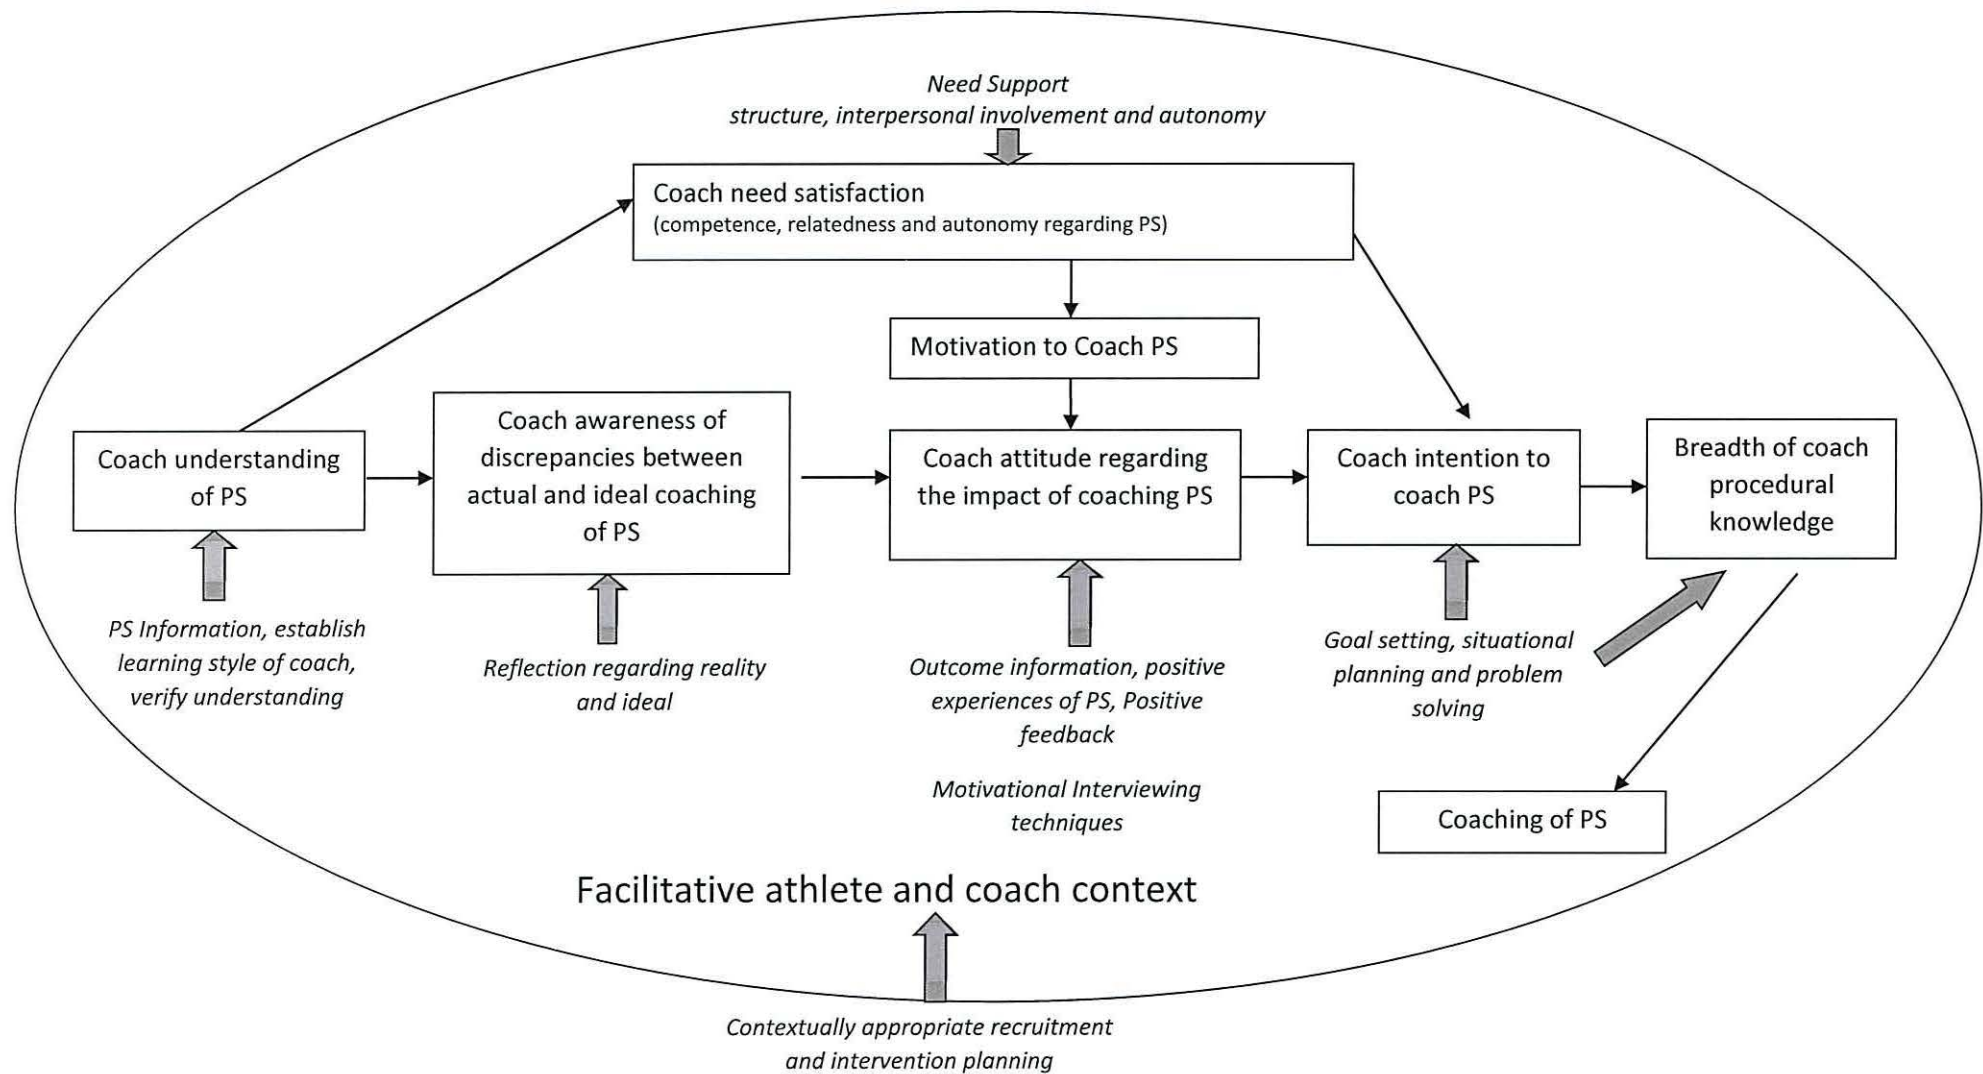 Need Support
structure, interpersonal involvement and autonomy
Coach need satisfaction
(competence, relatedness and autonomy regarding PS)
Motivation to Coach PS
Coach understanding
of PS
Coach awareness of
discrepancies between
actual and ideal coaching
of PS
Coach attitude regarding
the impact of coaching PS
Coach intention to
coach PS
Breadth of coach
procedural
knowledge
PS Information, establish
learning style of coach,
verify understanding
Reflection regarding reality
and ideal
Outcome information, positive
experiences of PS, Positive
feedback
Motivational Interviewing
techniques
Goal setting, situational
planning and problem
solving
Coaching of PS
Facilitative athlete and coach context
Contextually appropriate recruitment
and intervention planning